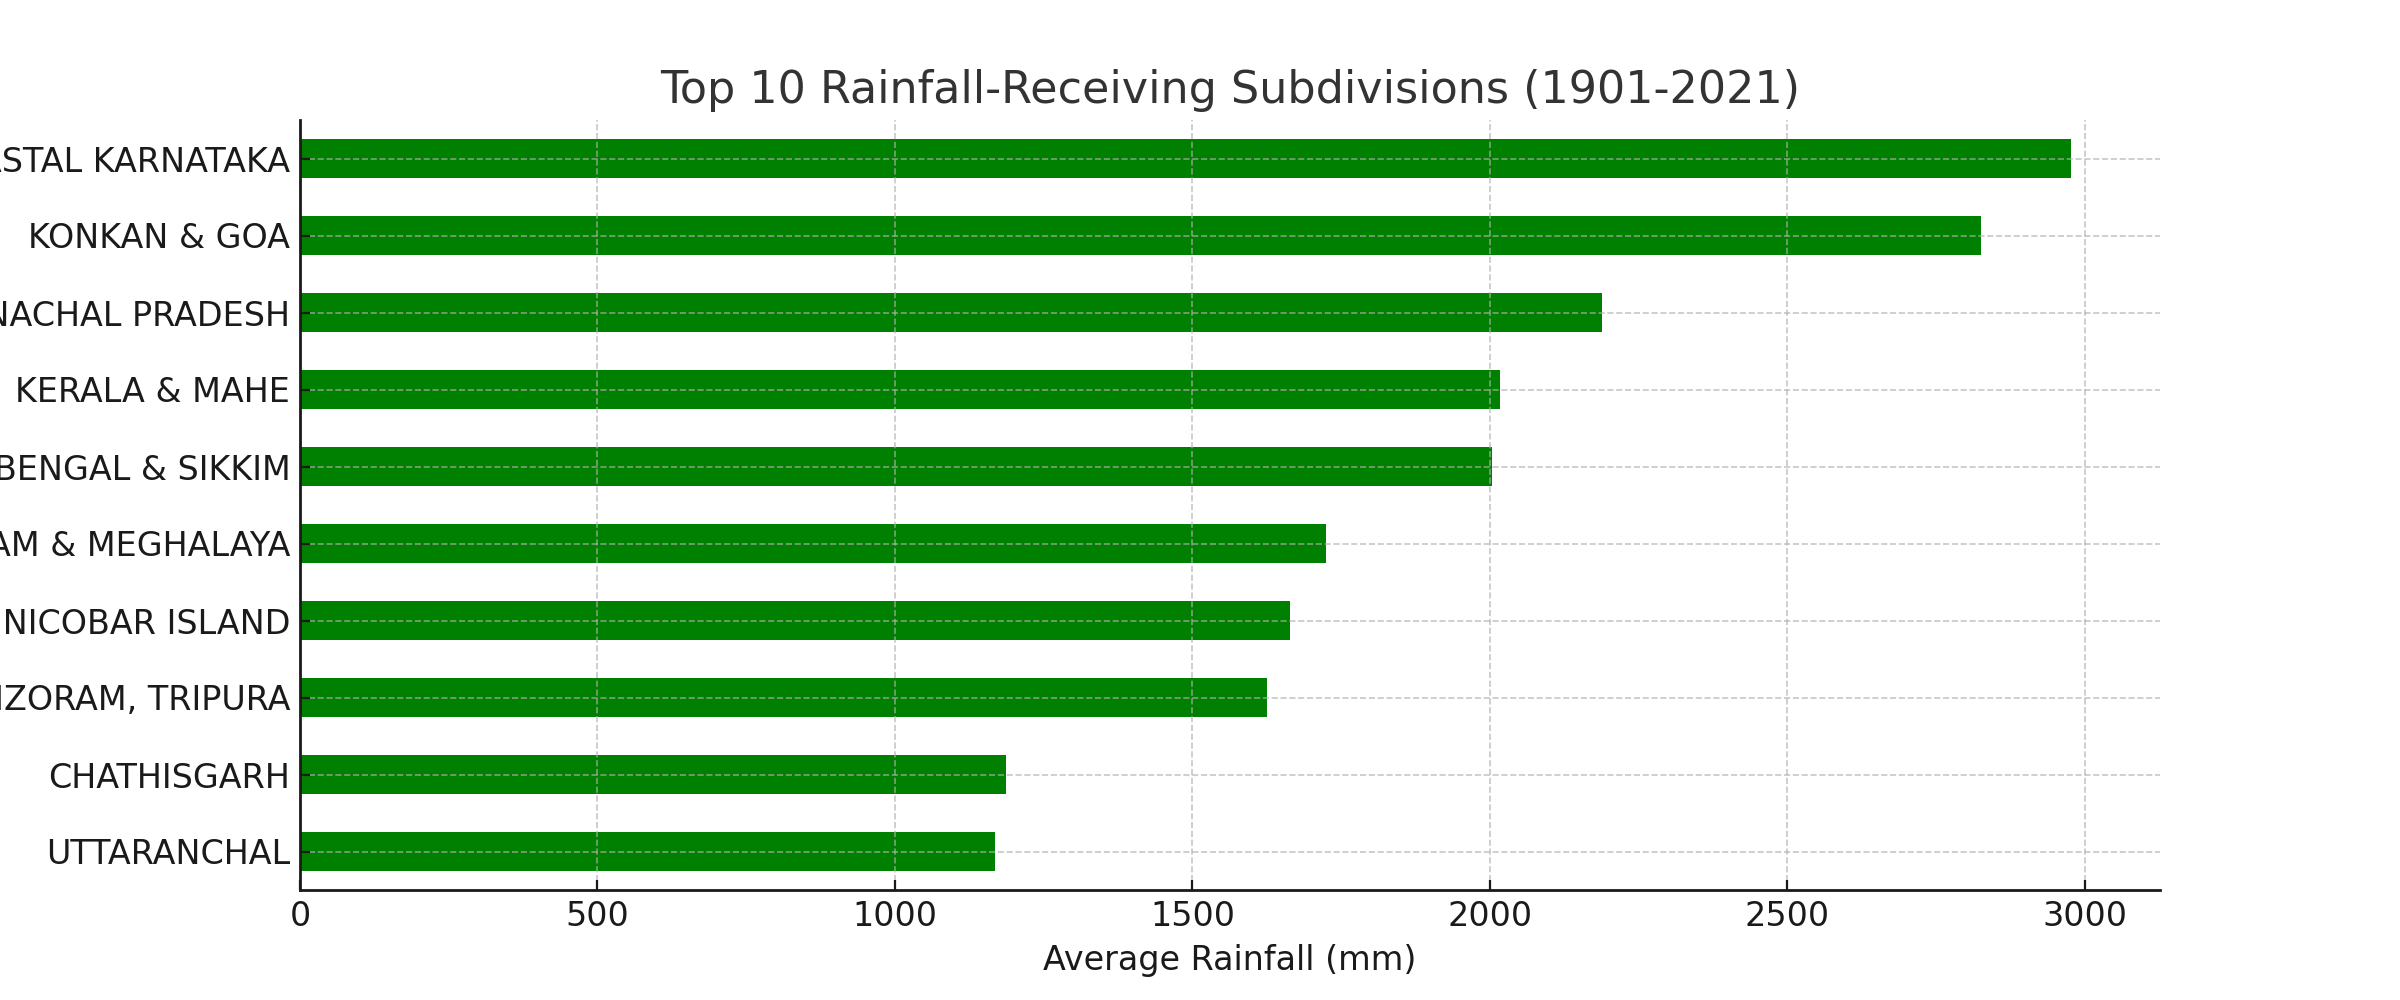 Top 10 Rainfall-Receiving Subdivisions (1901-2021)
STAL KARNATAKA
KONKAN & GOA
NACHAL PRADESH
KERALA & MAHE
BENGAL & SIKKIM
AM & MEGHALAYA
NICOBAR ISLAND
IZORAM, TRIPURA
CHATHISGARH
UTTARANCHAL
0 500 1000 1500 2000 2500 3000
Average Rainfall (mm)